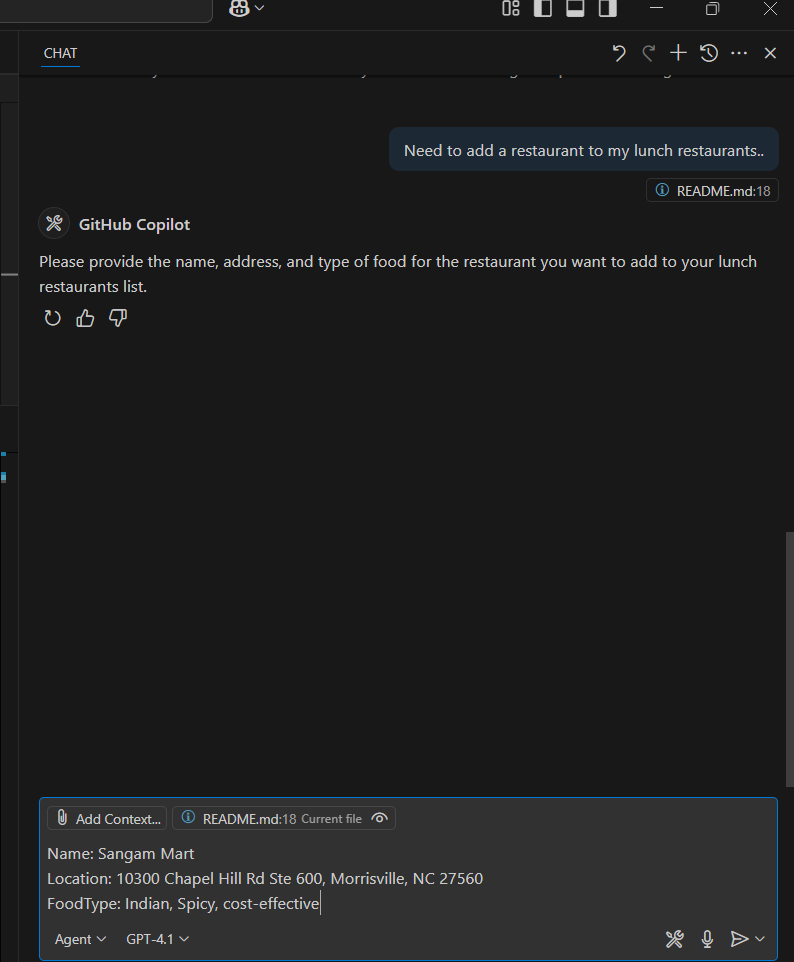 CHAT
Need to add a restaurant to my lunch restaurants..
README.md:18
GitHub Copilot
Please provide the name, address, and type of food for the restaurant you want to add to your lunch
restaurants list.
Add Context...
README.md:18 Current file
Name: Sangam Mart
Location: 10300 Chapel Hill Rd Ste 600, Morrisville, NC 27560
FoodType: Indian, Spicy, cost-effective
Agent
GPT-4.1